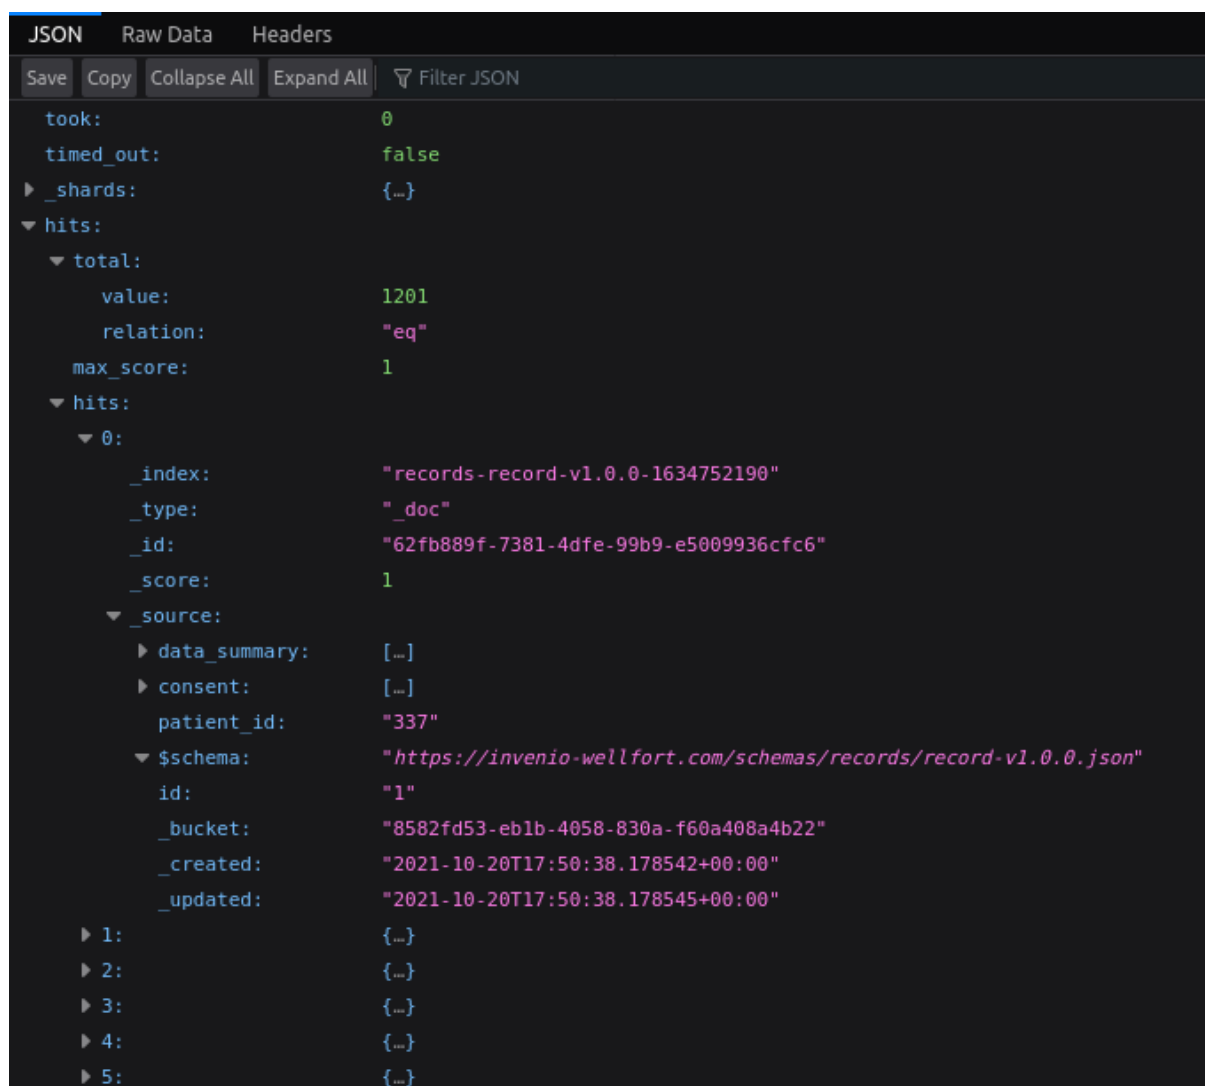 JSON Raw Data Headers
Save Copy Collapse All Expand All Filter JSON
took: 0
timed_out: false
_shards: {…}
hits:
total:
value: 1201
relation: "eq"
max_score: 1
hits:
0:
_index: "records-record-v1.0.0-1634752190"
_type: "_doc"
_id: "62fb889f-7381-4dfe-99b9-e5009936cfc6"
_score: 1
_source:
data_summary: […]
consent: […]
patient_id: "337"
$schema: "https://invenio-wellfort.com/schemas/records/record-v1.0.0.json"
id: "1"
_bucket: "8582fd53-eb1b-4058-830a-f60a408a4b22"
_created: "2021-10-20T17:50:38.178542+00:00"
_updated: "2021-10-20T17:50:38.178545+00:00"
1: {…}
2: {…}
3: {…}
4: {…}
5: {…}